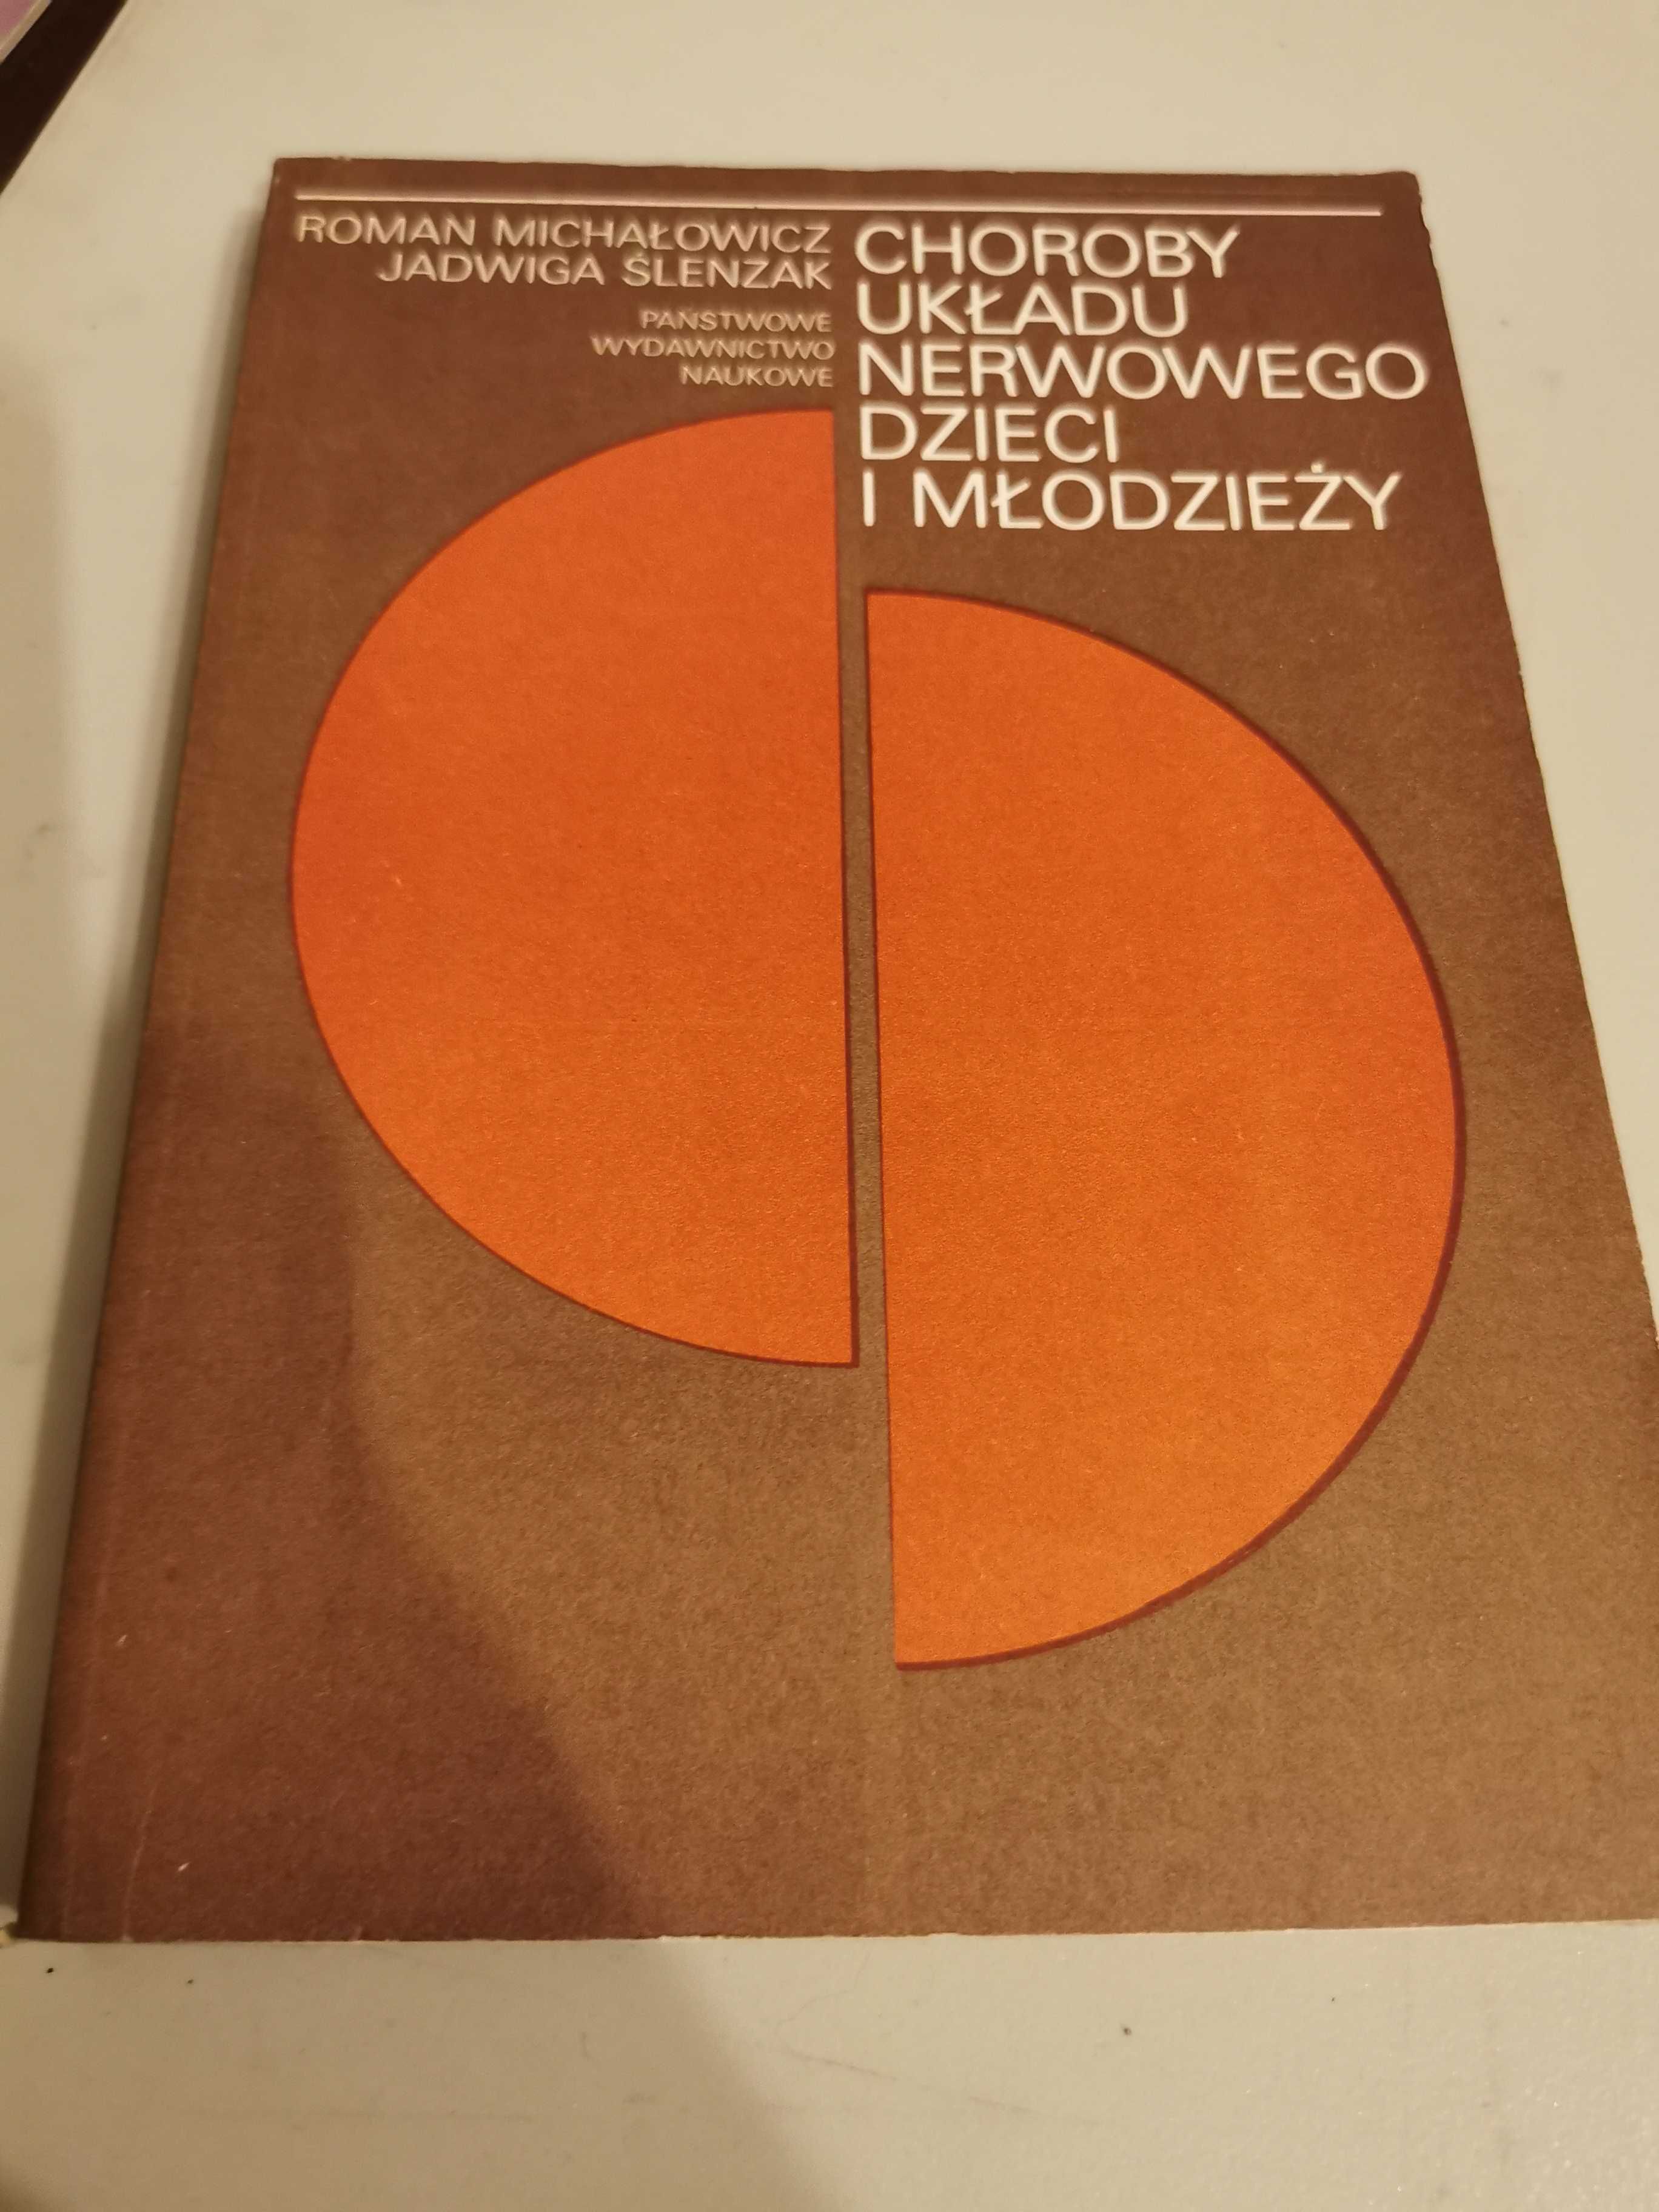 ROMAN MICHAŁOWICZ
JADWIGA ŚLENZAK
PAŃSTWOWE
WYDAWNICTWO
NAUKOWE
CHOROBY
UKŁADU
NERWOWEGO
DZIECI
I MŁODZIEŻY